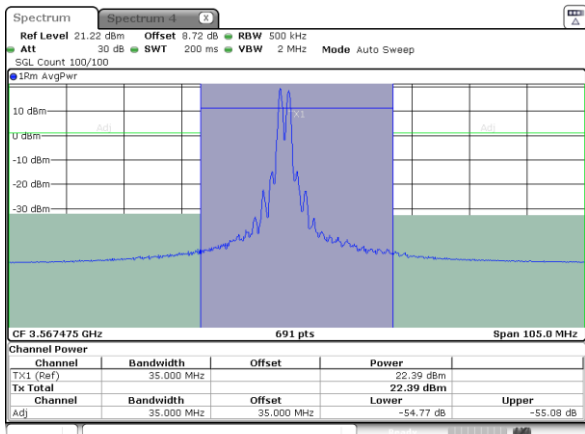 Spectrum Spectrum 4 X
Ref Level 21.22 dBm Offset 8.72 dB RBW 500 kHz
Att 30 dB SWT 200 ms VBW 2 MHz Mode Auto Sweep
SGL Count 100/100
1Rm AvgPwr
10 dBm
TX1
Adj Adj
0 dBm
-10 dBm
-20 dBm
-30 dBm
CF 3.567475 GHz 691 pts Span 105.0 MHz
Channel Power
Channel Bandwidth Offset Power
TX1 (Ref) 35.000 MHz 22.39 dBm
Tx Total 22.39 dBm
Channel Bandwidth Offset Lower Upper
Adj 35.000 MHz 35.000 MHz -54.77 dB -55.08 dB